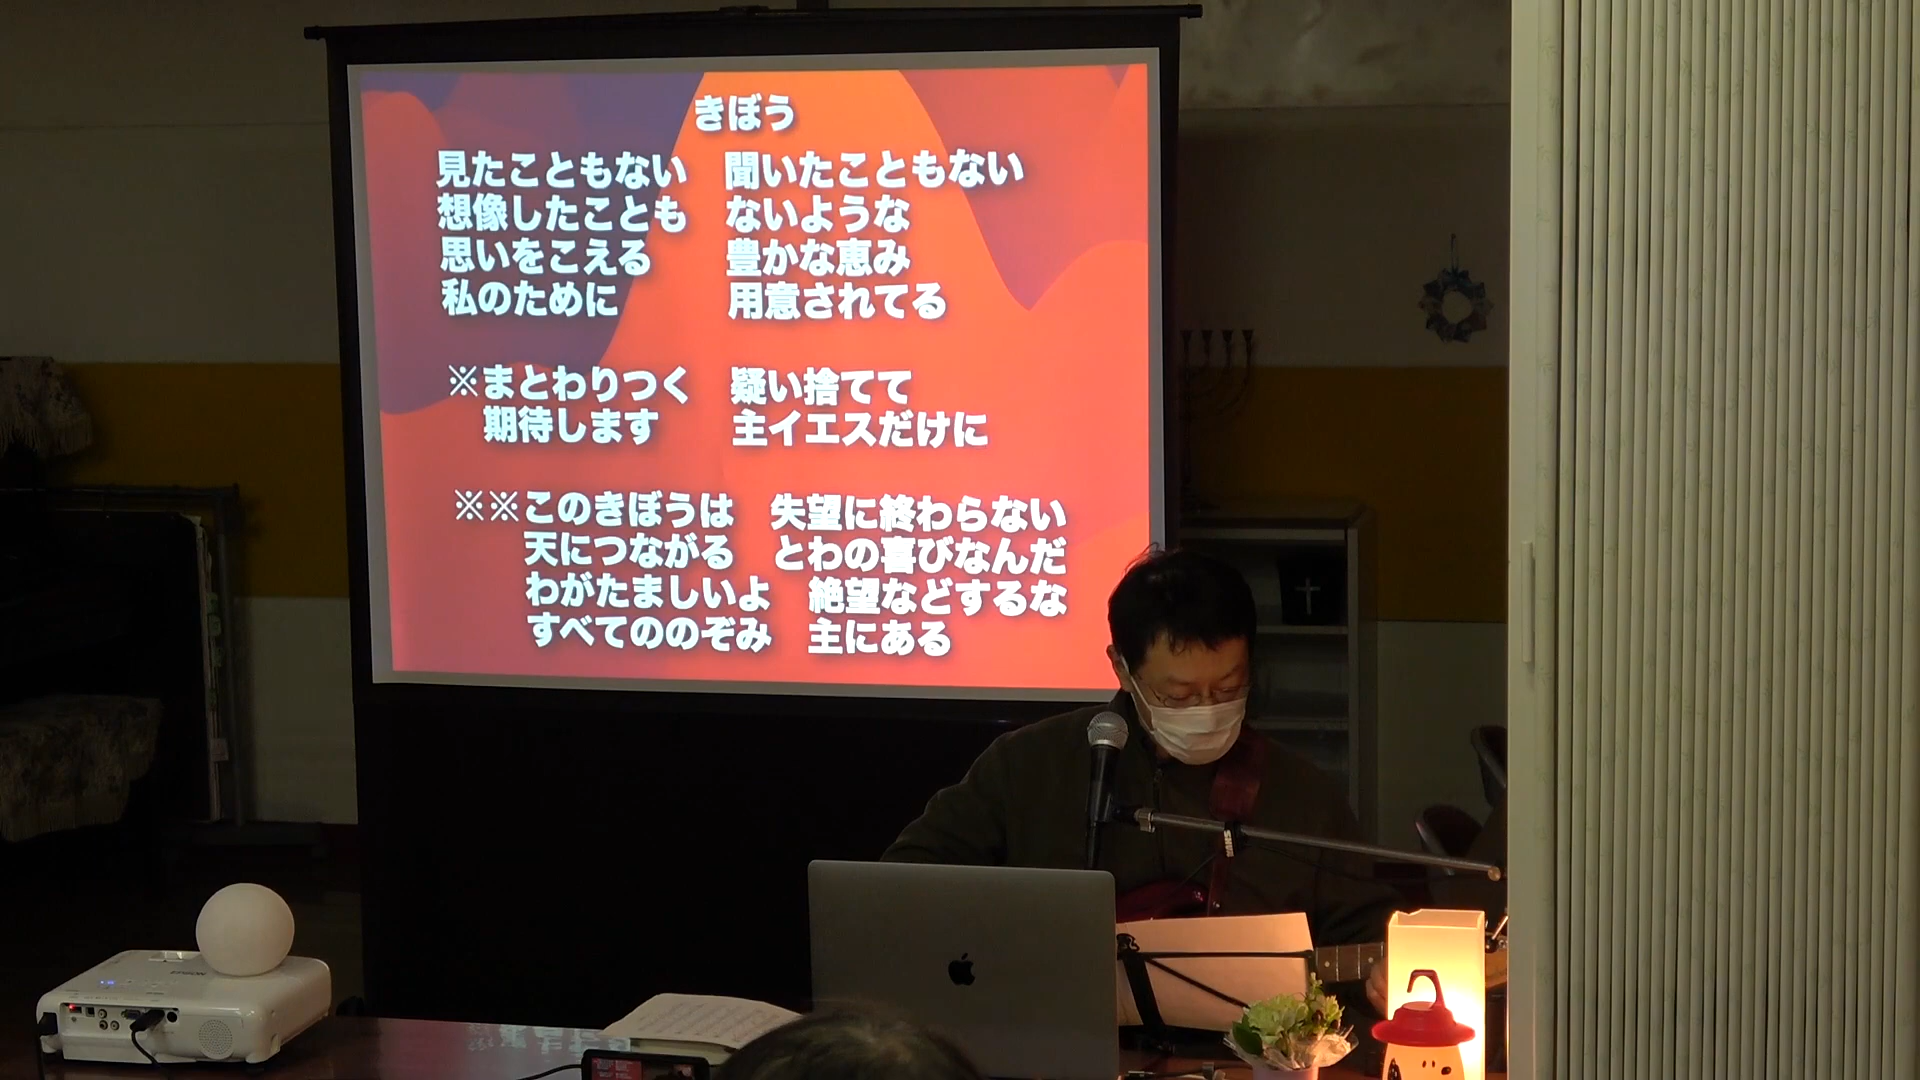 きぼう
見たこともない 聞いたこともない
想像したことも ないような
思いをこえる 豊かな恵み
私のために 用意されてる
※まとわりつく 疑い捨てて
期待します 主イエスだけに
※※このきぼうは 失望に終わらない
天につながる とわの喜びなんだ
わがたましいよ 絶望などするな
すべてののぞみ 主にある
EPSON